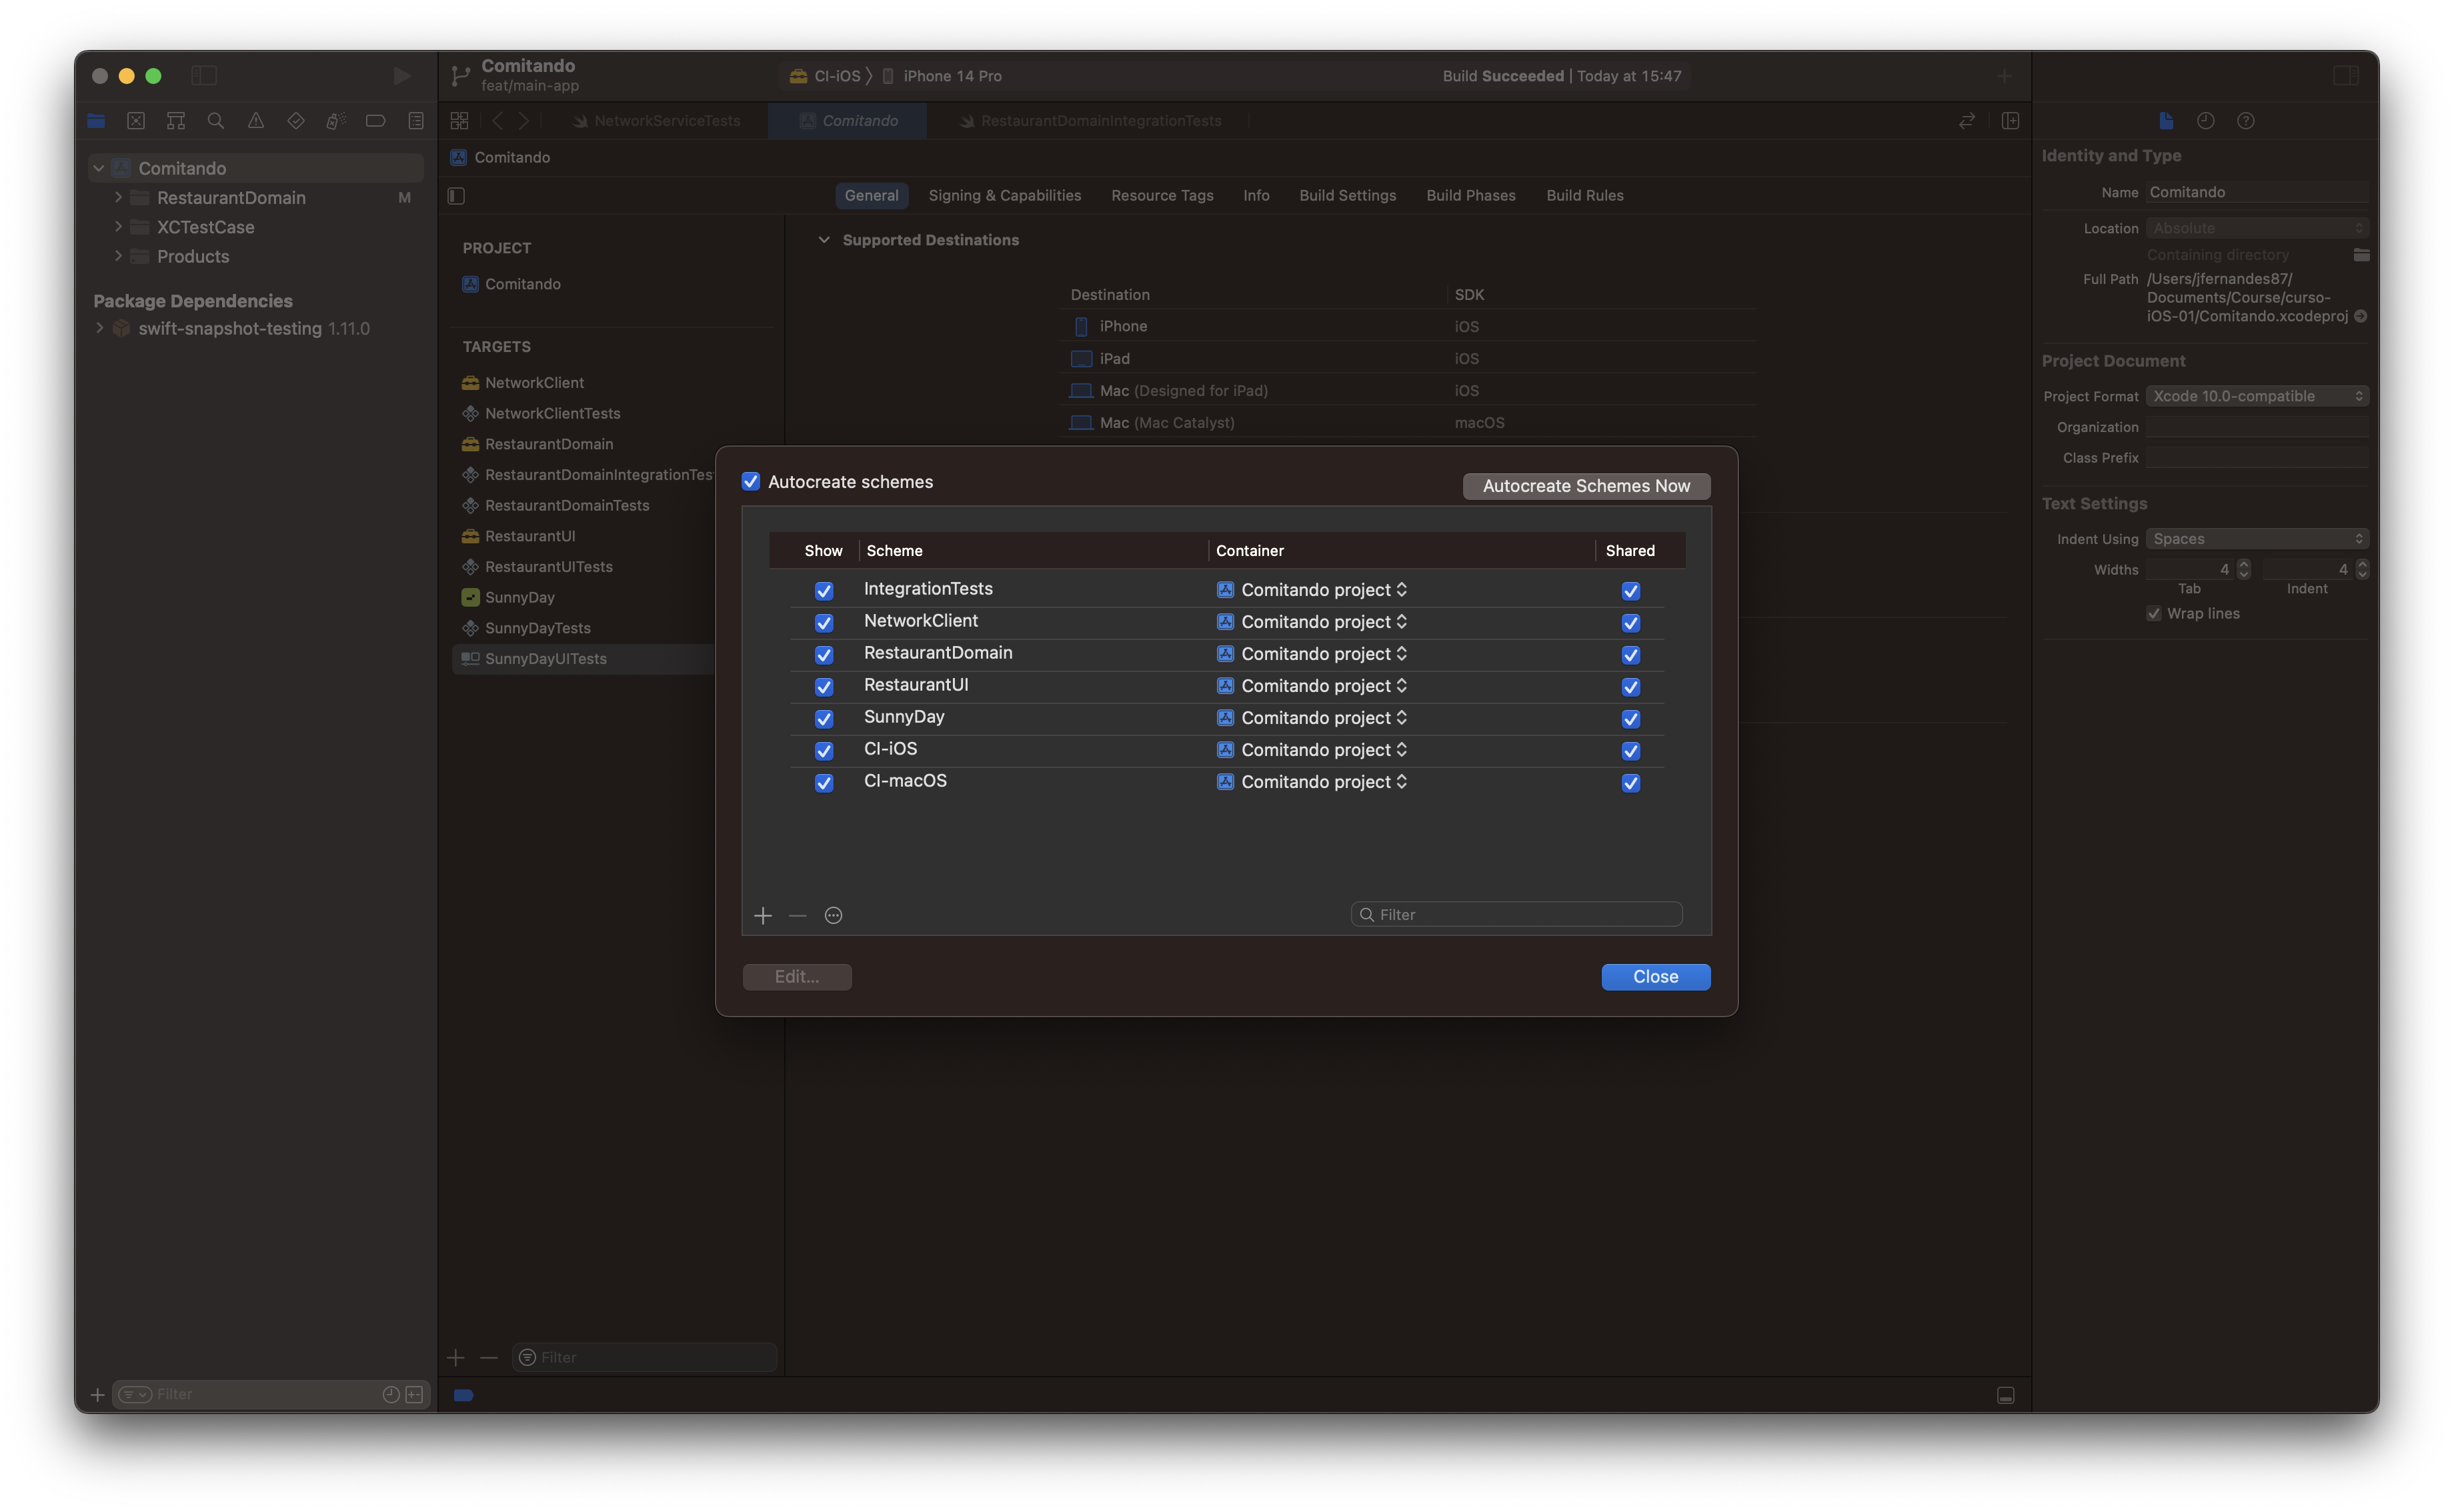 Comitando
feat/main-app
CI-iOS
iPhone 14 Pro
Build Succeeded | Today at 15:47
NetworkServiceTests
Comitando
RestaurantDomainIntegrationTests
Comitando
RestaurantDomain
M
XCTestCase
Products
Package Dependencies
swift-snapshot-testing 1.11.0
Filter
Comitando
General
Signing & Capabilities
Resource Tags
Info
Build Settings
Build Phases
Build Rules
PROJECT
Comitando
TARGETS
NetworkClient
NetworkClientTests
RestaurantDomain
RestaurantDomainIntegrationTes
RestaurantDomainTests
RestaurantUI
RestaurantUITests
SunnyDay
SunnyDayTests
SunnyDayUITests
Filter
Supported Destinations
Destination
SDK
iPhone
iOS
iPad
iOS
Mac (Designed for iPad)
iOS
Mac (Mac Catalyst)
macOS
Autocreate schemes
Autocreate Schemes Now
Show
Scheme
Container
Shared
IntegrationTests
Comitando project
NetworkClient
Comitando project
RestaurantDomain
Comitando project
RestaurantUI
Comitando project
SunnyDay
Comitando project
CI-iOS
Comitando project
CI-macOS
Comitando project
Filter
Edit...
Close
Identity and Type
Name
Comitando
Location
Absolute
Containing directory
Full Path
/Users/jfernandes87/
Documents/Course/curso-
iOS-01/Comitando.xcodeproj
Project Document
Project Format
Xcode 10.0-compatible
Organization
Class Prefix
Text Settings
Indent Using
Spaces
Widths
4
4
Tab
Indent
Wrap lines